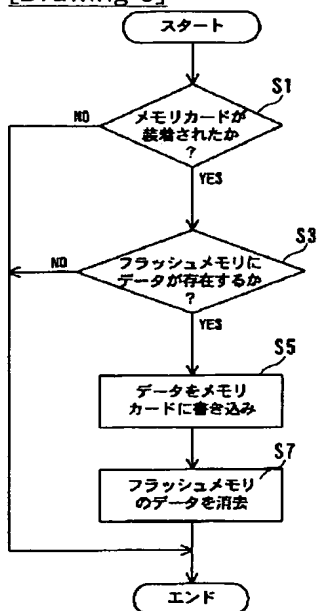 スタート
S1
メモリカードが
装着されたか
?
NO
YES
S3
フラッシュメモリに
データが存在するか
?
NO
YES
S5
データをメモリ
カードに書き込み
S7
フラッシュメモリ
のデータを消去
エンド